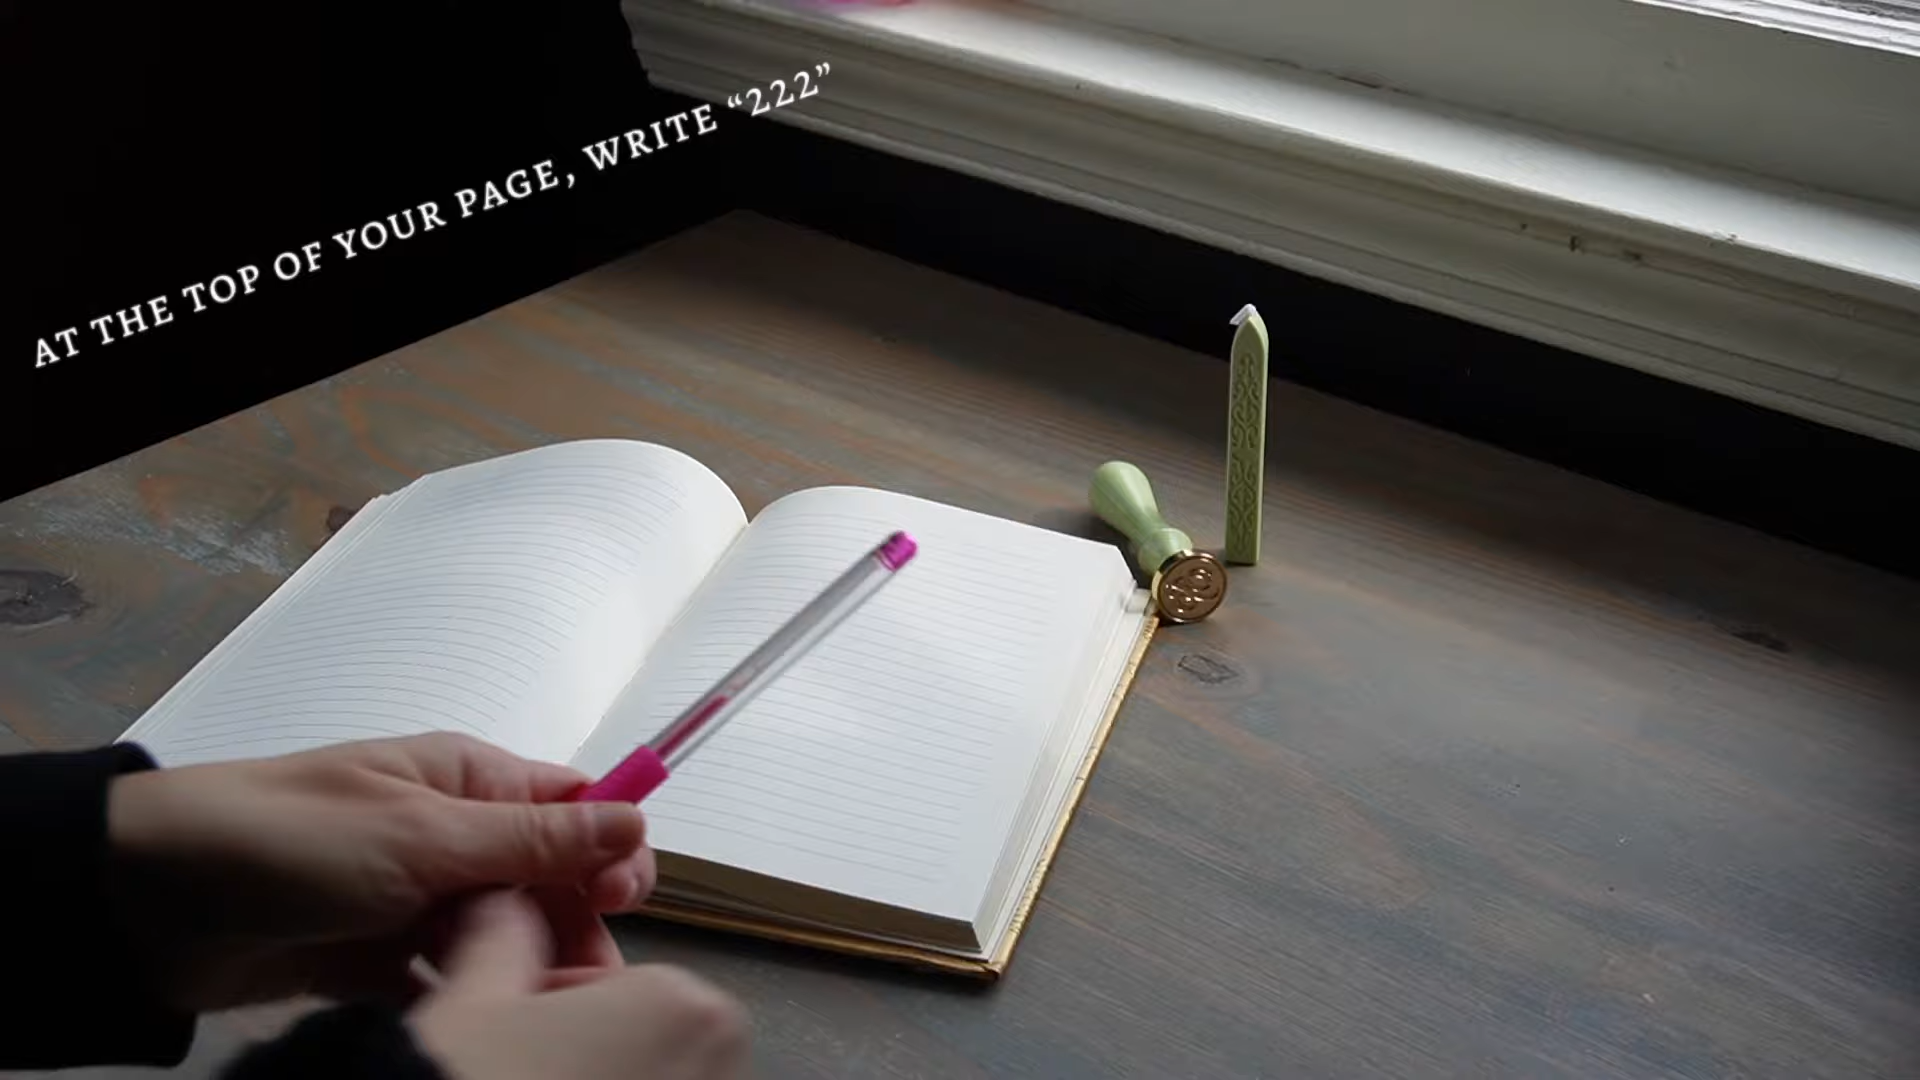 AT THE TOP OF YOUR PAGE, WRITE “222”